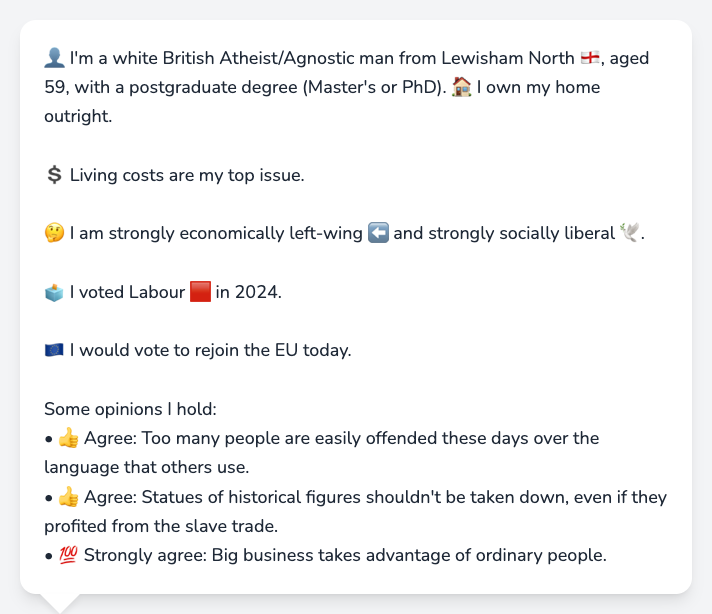 👤 I'm a white British Atheist/Agnostic man from Lewisham North 🏴󠁧󠁢󠁥󠁮󠁧󠁿, aged
59, with a postgraduate degree (Master's or PhD). 🏠 I own my home
outright.
💲 Living costs are my top issue.
🤔 I am strongly economically left-wing ⬅️ and strongly socially liberal 🕊️.
🗳️ I voted Labour 🟥 in 2024.
🇪🇺 I would vote to rejoin the EU today.
Some opinions I hold:
• 👍 Agree: Too many people are easily offended these days over the
language that others use.
• 👍 Agree: Statues of historical figures shouldn't be taken down, even if they
profited from the slave trade.
• 💯 Strongly agree: Big business takes advantage of ordinary people.